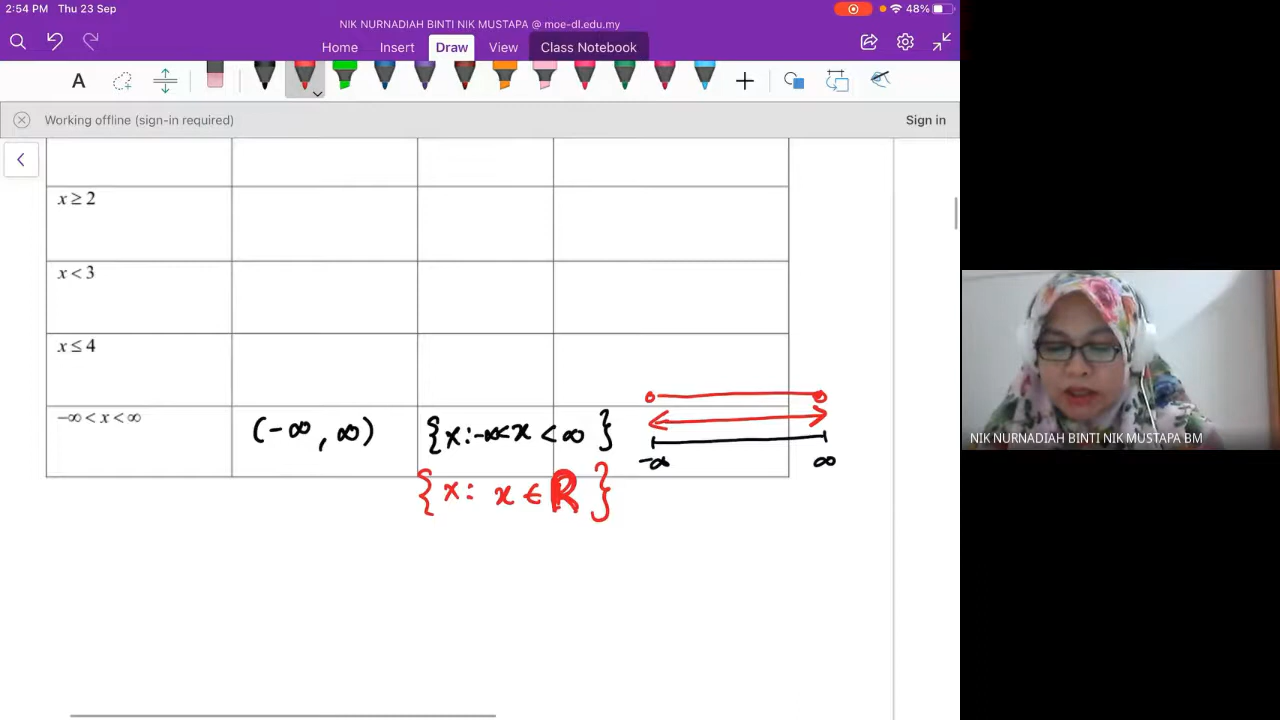 2:54 PM Thu 23 Sep
48%
NIK NURNADIAH BINTI NIK MUSTAPA @ moe-dl.edu.my
Home Insert Draw View Class Notebook
A
Working offline (sign-in required) Sign in
x ≥ 2
x < 3
x ≤ 4
−∞ < x < ∞ (-∞, ∞) {x:-∞<x <∞ }
-∞ ∞
{x: x ∈ R }
NIK NURNADIAH BINTI NIK MUSTAPA BM